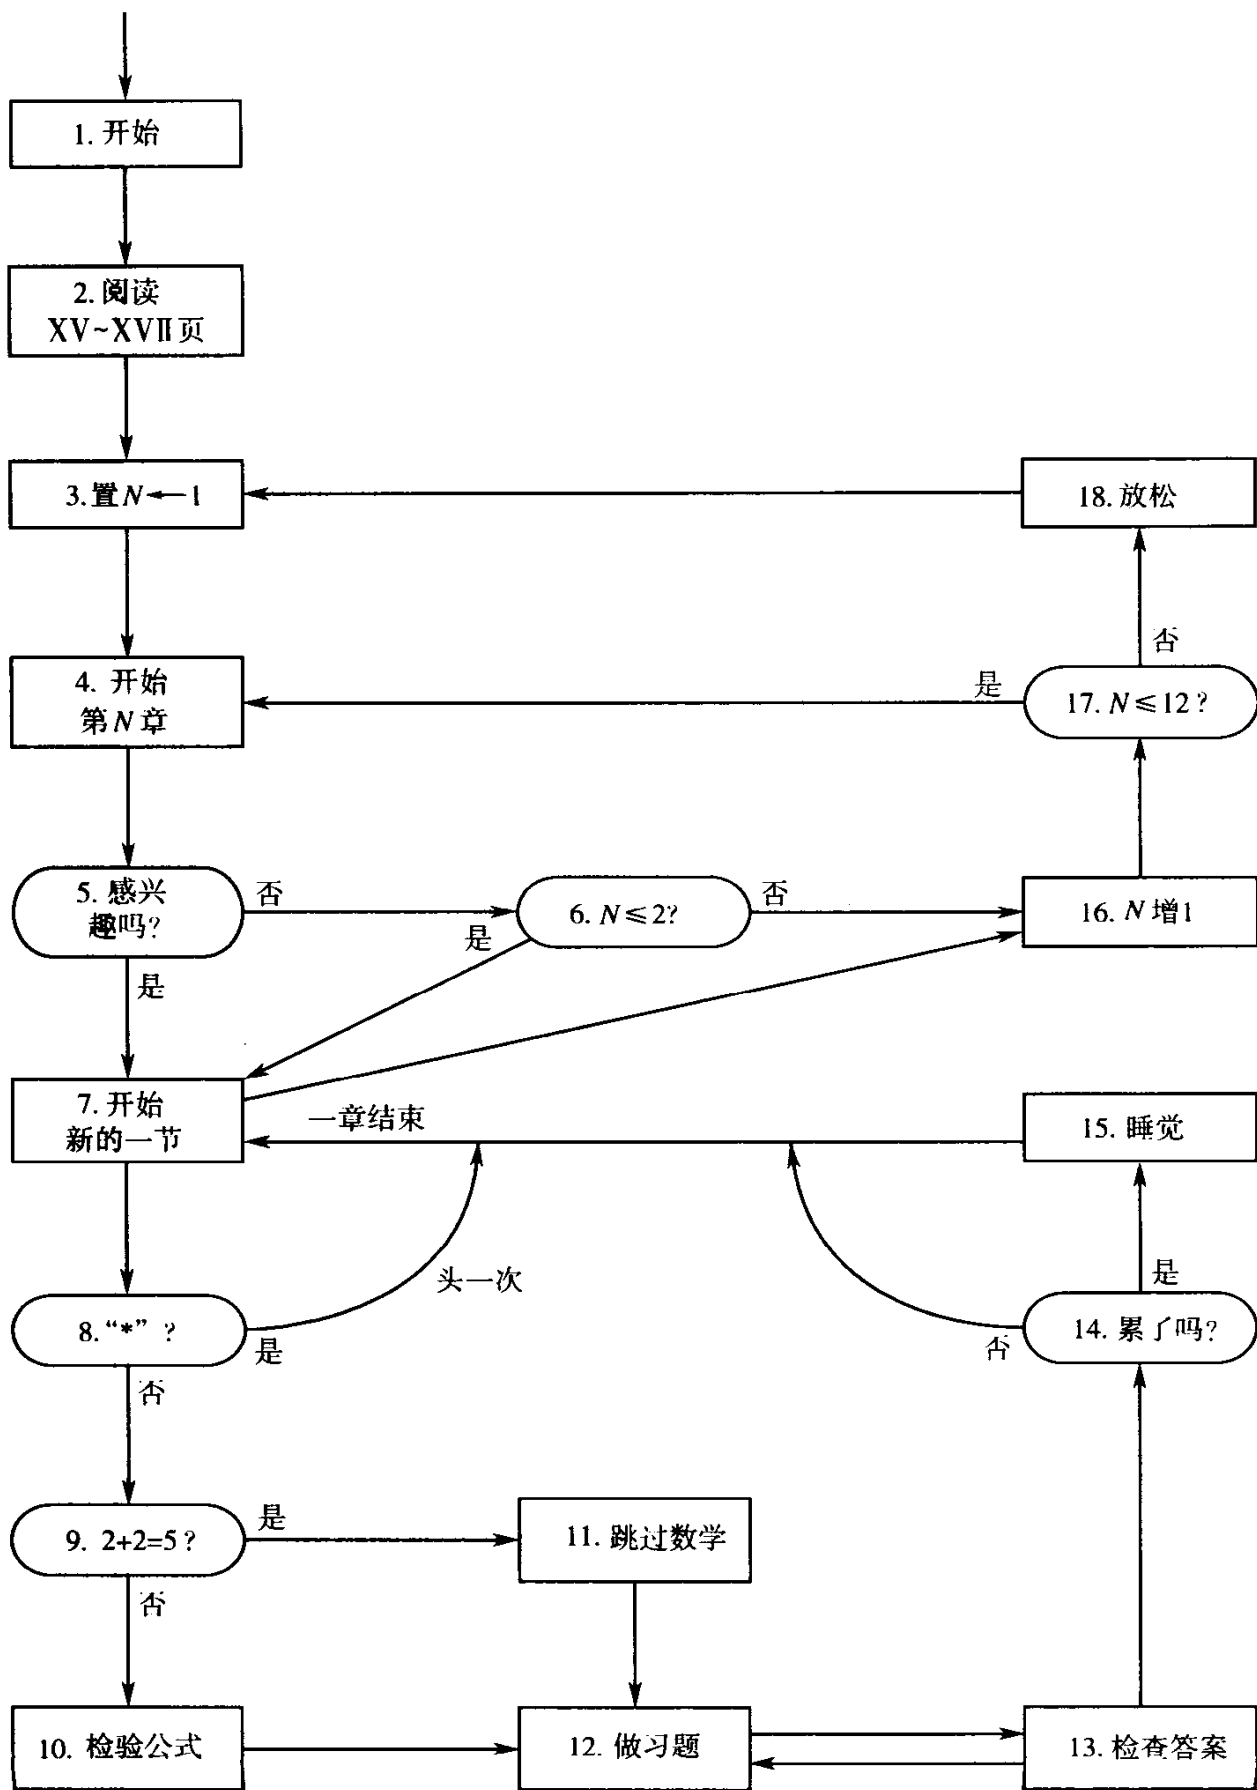 1. 开始
2. 阅读
XV~XVII页
3. 置N←1
18. 放松
否
4. 开始
第N章
是
17. N≤12?
5. 感兴
趣吗?
否
6. N≤2?
否
16. N增1
是
是
7. 开始
新的一节
一章结束
15. 睡觉
头一次
是
8. “*”?
是
否
14. 累了吗?
否
9. 2+2=5?
是
11. 跳过数学
否
10. 检验公式
12. 做习题
13. 检查答案